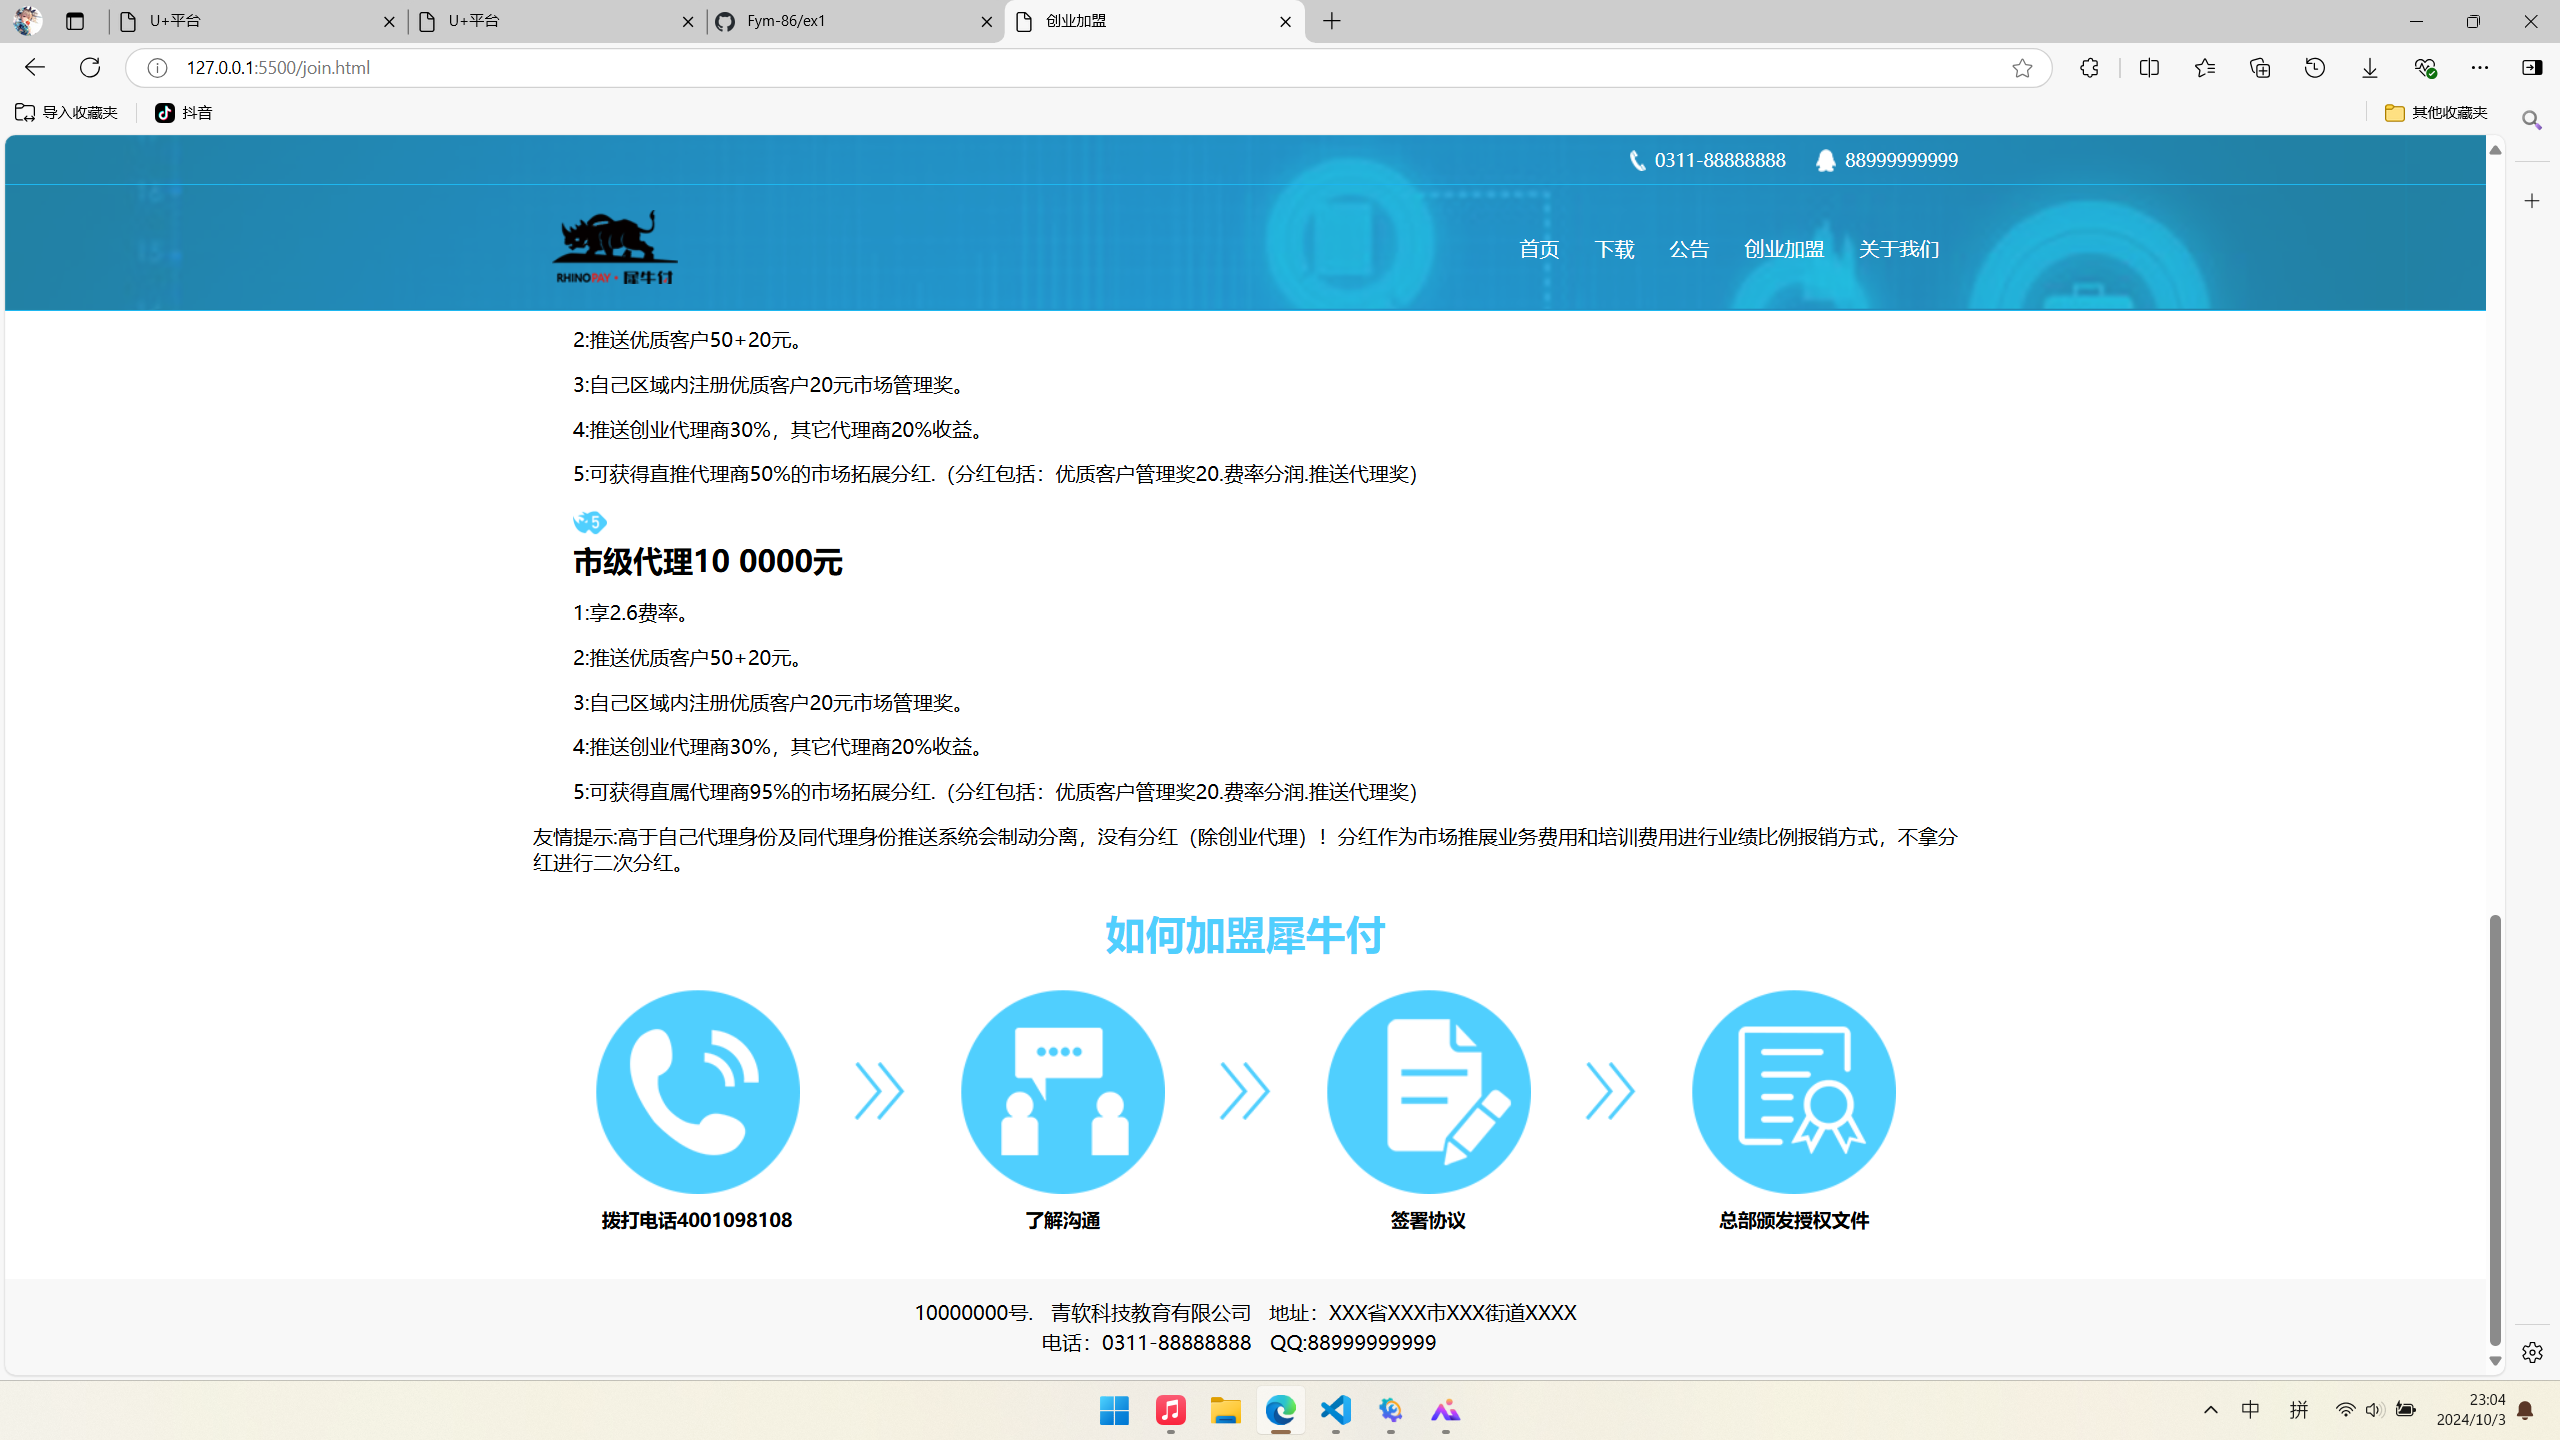 U+平台
U+平台
Fym-86/ex1
创业加盟
127.0.0.1:5500/join.html
导入收藏夹
抖音
其他收藏夹
0311-88888888
88999999999
RHINOPAY·犀牛付
首页 下载 公告 创业加盟 关于我们
2:推送优质客户50+20元。
3:自己区域内注册优质客户20元市场管理奖。
4:推送创业代理商30%，其它代理商20%收益。
5:可获得直推代理商50%的市场拓展分红.（分红包括：优质客户管理奖20.费率分润.推送代理奖）
5
市级代理10 0000元
1:享2.6费率。
2:推送优质客户50+20元。
3:自己区域内注册优质客户20元市场管理奖。
4:推送创业代理商30%，其它代理商20%收益。
5:可获得直属代理商95%的市场拓展分红.（分红包括：优质客户管理奖20.费率分润.推送代理奖）
友情提示:高于自己代理身份及同代理身份推送系统会制动分离，没有分红（除创业代理）！分红作为市场推展业务费用和培训费用进行业绩比例报销方式，不拿分
红进行二次分红。
如何加盟犀牛付
拨打电话4001098108
了解沟通
签署协议
总部颁发授权文件
10000000号. 青软科技教育有限公司 地址：XXX省XXX市XXX街道XXXX
电话：0311-88888888 QQ:88999999999
中
拼
23:04
2024/10/3